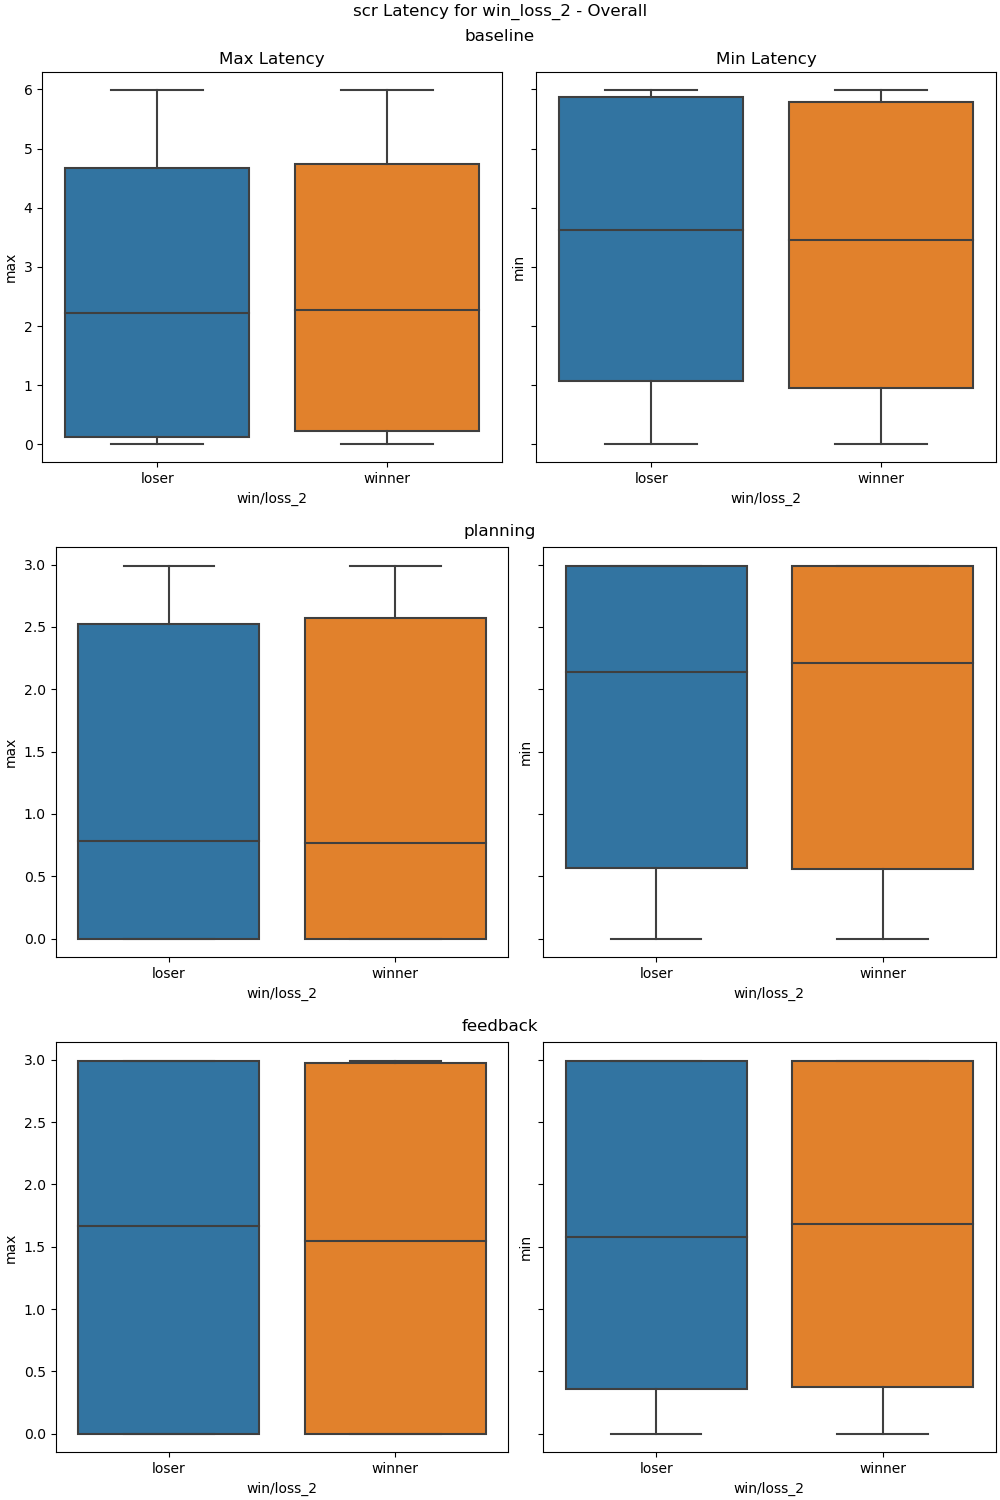 scr Latency for win_loss_2 - Overall
baseline
Max Latency
Min Latency
6
5
4
3
2
1
0
max
min
loser
winner
loser
winner
win/loss_2
win/loss_2
planning
3.0
2.5
2.0
1.5
1.0
0.5
0.0
max
min
loser
winner
loser
winner
win/loss_2
win/loss_2
feedback
3.0
2.5
2.0
1.5
1.0
0.5
0.0
max
min
loser
winner
loser
winner
win/loss_2
win/loss_2